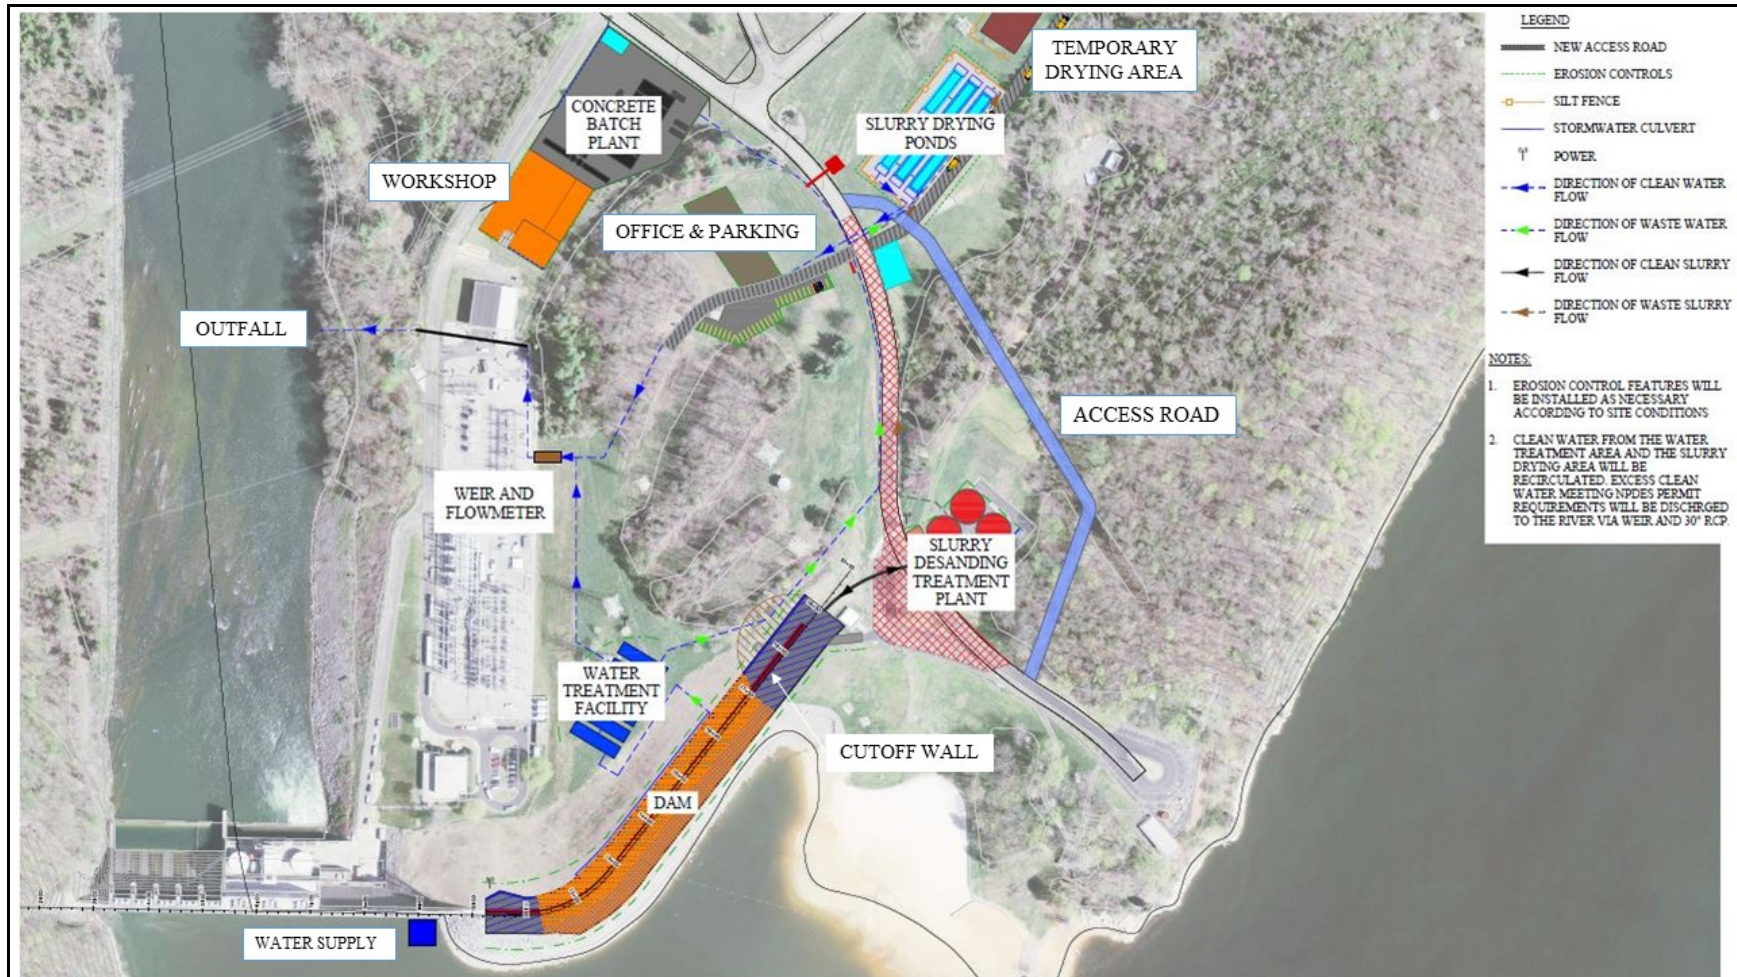 TEMPORARY
DRYING AREA
CONCRETE
BATCH
PLANT
SLURRY DRYING
PONDS
WORKSHOP
OFFICE & PARKING
OUTFALL
ACCESS ROAD
WEIR AND
FLOWMETER
SLURRY
DESANDING
TREATMENT
PLANT
WATER
TREATMENT
FACILITY
CUTOFF WALL
DAM
WATER SUPPLY
LEGEND
NEW ACCESS ROAD
EROSION CONTROLS
SILT FENCE
STORMWATER CULVERT
POWER
DIRECTION OF CLEAN WATER
FLOW
DIRECTION OF WASTE WATER
FLOW
DIRECTION OF CLEAN SLURRY
FLOW
DIRECTION OF WASTE SLURRY
FLOW
NOTES:
1. EROSION CONTROL FEATURES WILL
BE INSTALLED AS NECESSARY
ACCORDING TO SITE CONDITIONS
2. CLEAN WATER FROM THE WATER
TREATMENT AREA AND THE SLURRY
DRYING AREA WILL BE
RECIRCULATED. EXCESS CLEAN
WATER MEETING NPDES PERMIT
REQUIREMENTS WILL BE DISCHRGED
TO THE RIVER VIA WEIR AND 30" RCP.